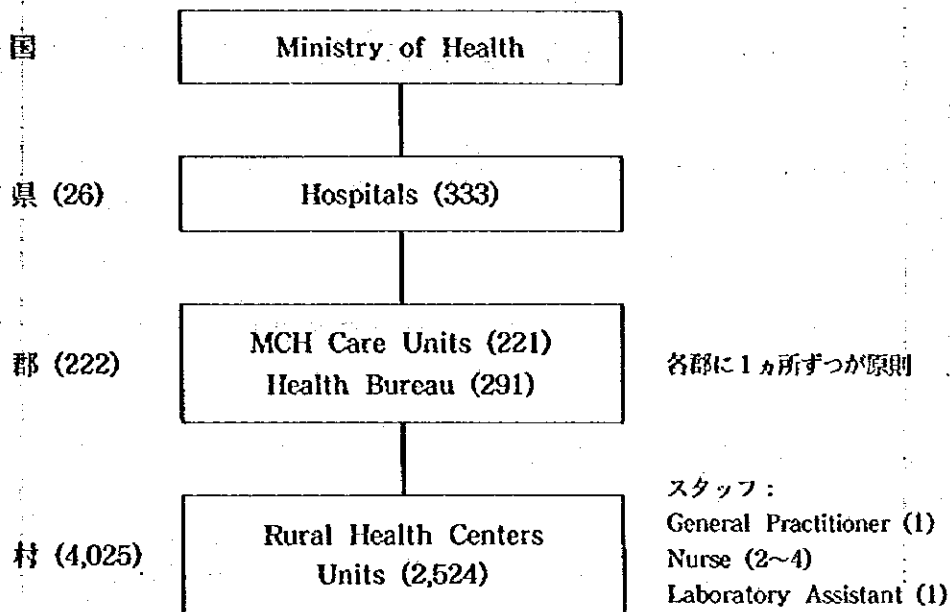 国
Ministry of Health
県 (26)
Hospitals (333)
郡 (222)
MCH Care Units (221)
Health Bureau (291)
各郡に1ヵ所ずつが原則
村 (4,025)
Rural Health Centers
Units (2,524)
スタッフ :
General Practitioner (1)
Nurse (2~4)
Laboratory Assistant (1)